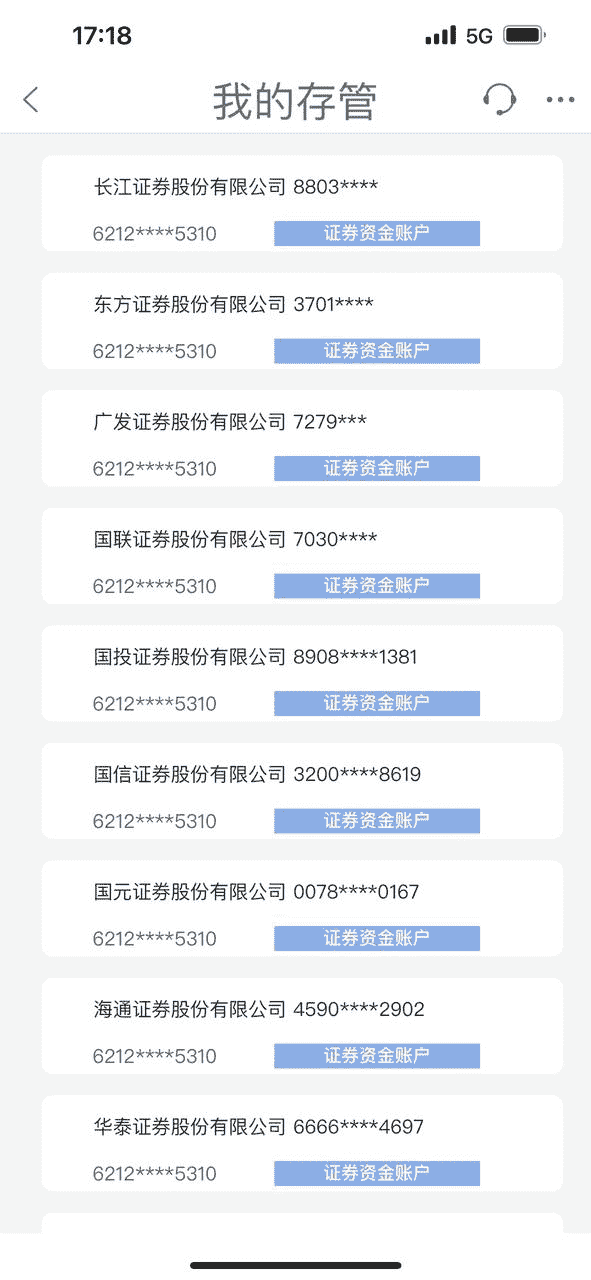 17:18
5G
我的存管
长江证券股份有限公司 8803****
6212****5310
证券资金账户
东方证券股份有限公司 3701****
6212****5310
证券资金账户
广发证券股份有限公司 7279***
6212****5310
证券资金账户
国联证券股份有限公司 7030****
6212****5310
证券资金账户
国投证券股份有限公司 8908****1381
6212****5310
证券资金账户
国信证券股份有限公司 3200****8619
6212****5310
证券资金账户
国元证券股份有限公司 0078****0167
6212****5310
证券资金账户
海通证券股份有限公司 4590****2902
6212****5310
证券资金账户
华泰证券股份有限公司 6666****4697
6212****5310
证券资金账户